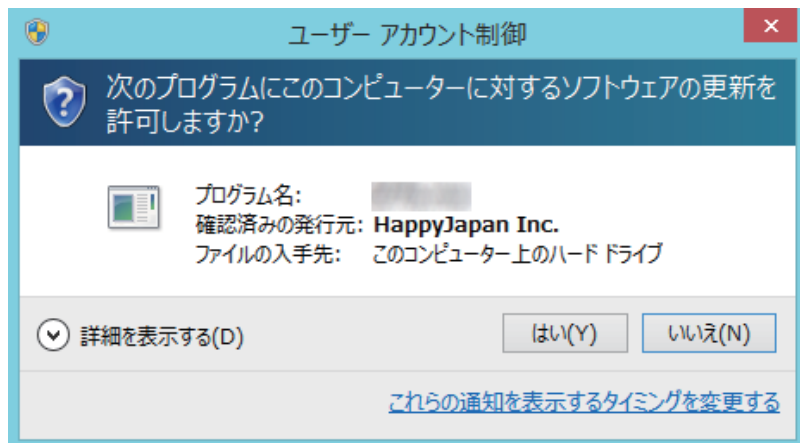 ユーザー アカウント制御
次のプログラムにこのコンピューターに対するソフトウェアの更新を
許可しますか?
プログラム名:
確認済みの発行元: HappyJapan Inc.
ファイルの入手先: このコンピューター上のハード ドライブ
詳細を表示する(D)
はい(Y)
いいえ(N)
これらの通知を表示するタイミングを変更する